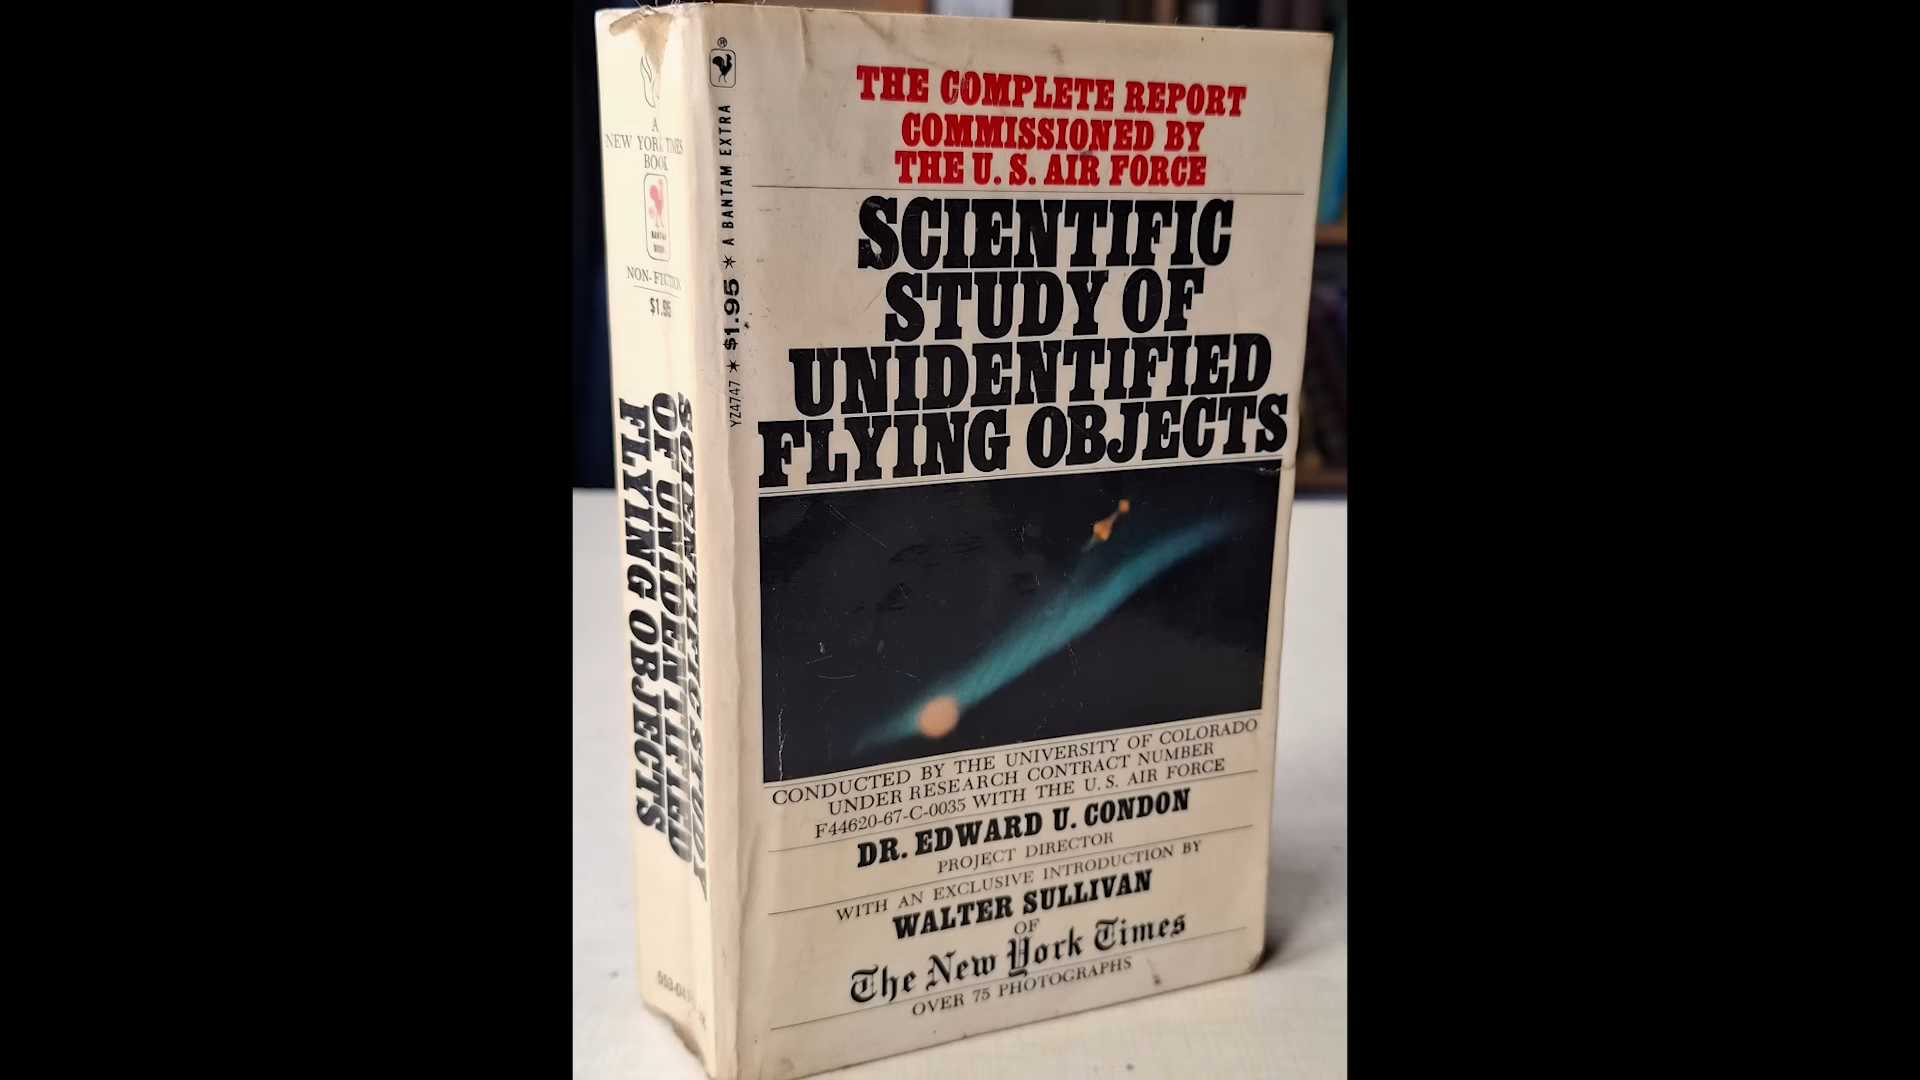 A
NEW YORK TIMES
BOOK
BANTAM
BOOK
NON-FICTION
$1.95
SCIENTIFIC STUDY
OF UNIDENTIFIED
FLYING OBJECTS
®
YZ4747 ★ $1.95 ★ A BANTAM EXTRA
THE COMPLETE REPORT
COMMISSIONED BY
THE U. S. AIR FORCE
SCIENTIFIC
STUDY OF
UNIDENTIFIED
FLYING OBJECTS
CONDUCTED BY THE UNIVERSITY OF COLORADO
UNDER RESEARCH CONTRACT NUMBER
F44620-67-C-0035 WITH THE U. S. AIR FORCE
DR. EDWARD U. CONDON
PROJECT DIRECTOR
WITH AN EXCLUSIVE INTRODUCTION BY
WALTER SULLIVAN
OF
The New York Times
OVER 75 PHOTOGRAPHS